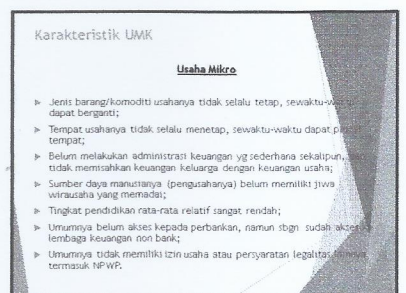 Karakteristik UMK
Usaha Mikro
Jenis barang/komoditi usahanya tidak selalu tetap, sewaktu-waktu
dapat berganti;
Tempat usahanya tidak selalu menetap, sewaktu-waktu dapat
tempat;
Belum melakukan administrasi keuangan yg sederhana sekalipun,
tidak memisahkan keuangan keluarga dengan keuangan usaha;
Sumber daya manusianya (pengusahanya) belum memiliki jiwa
wirausaha yang memadai;
Tingkat pendidikan rata-rata relatif sangat rendah;
Umumnya belum akses kepada perbankan, namun sbgn sudah akses
lembaga keuangan non bank;
Umumnya tidak memiliki izin usaha atau persyaratan legalitas
termasuk NPWP.